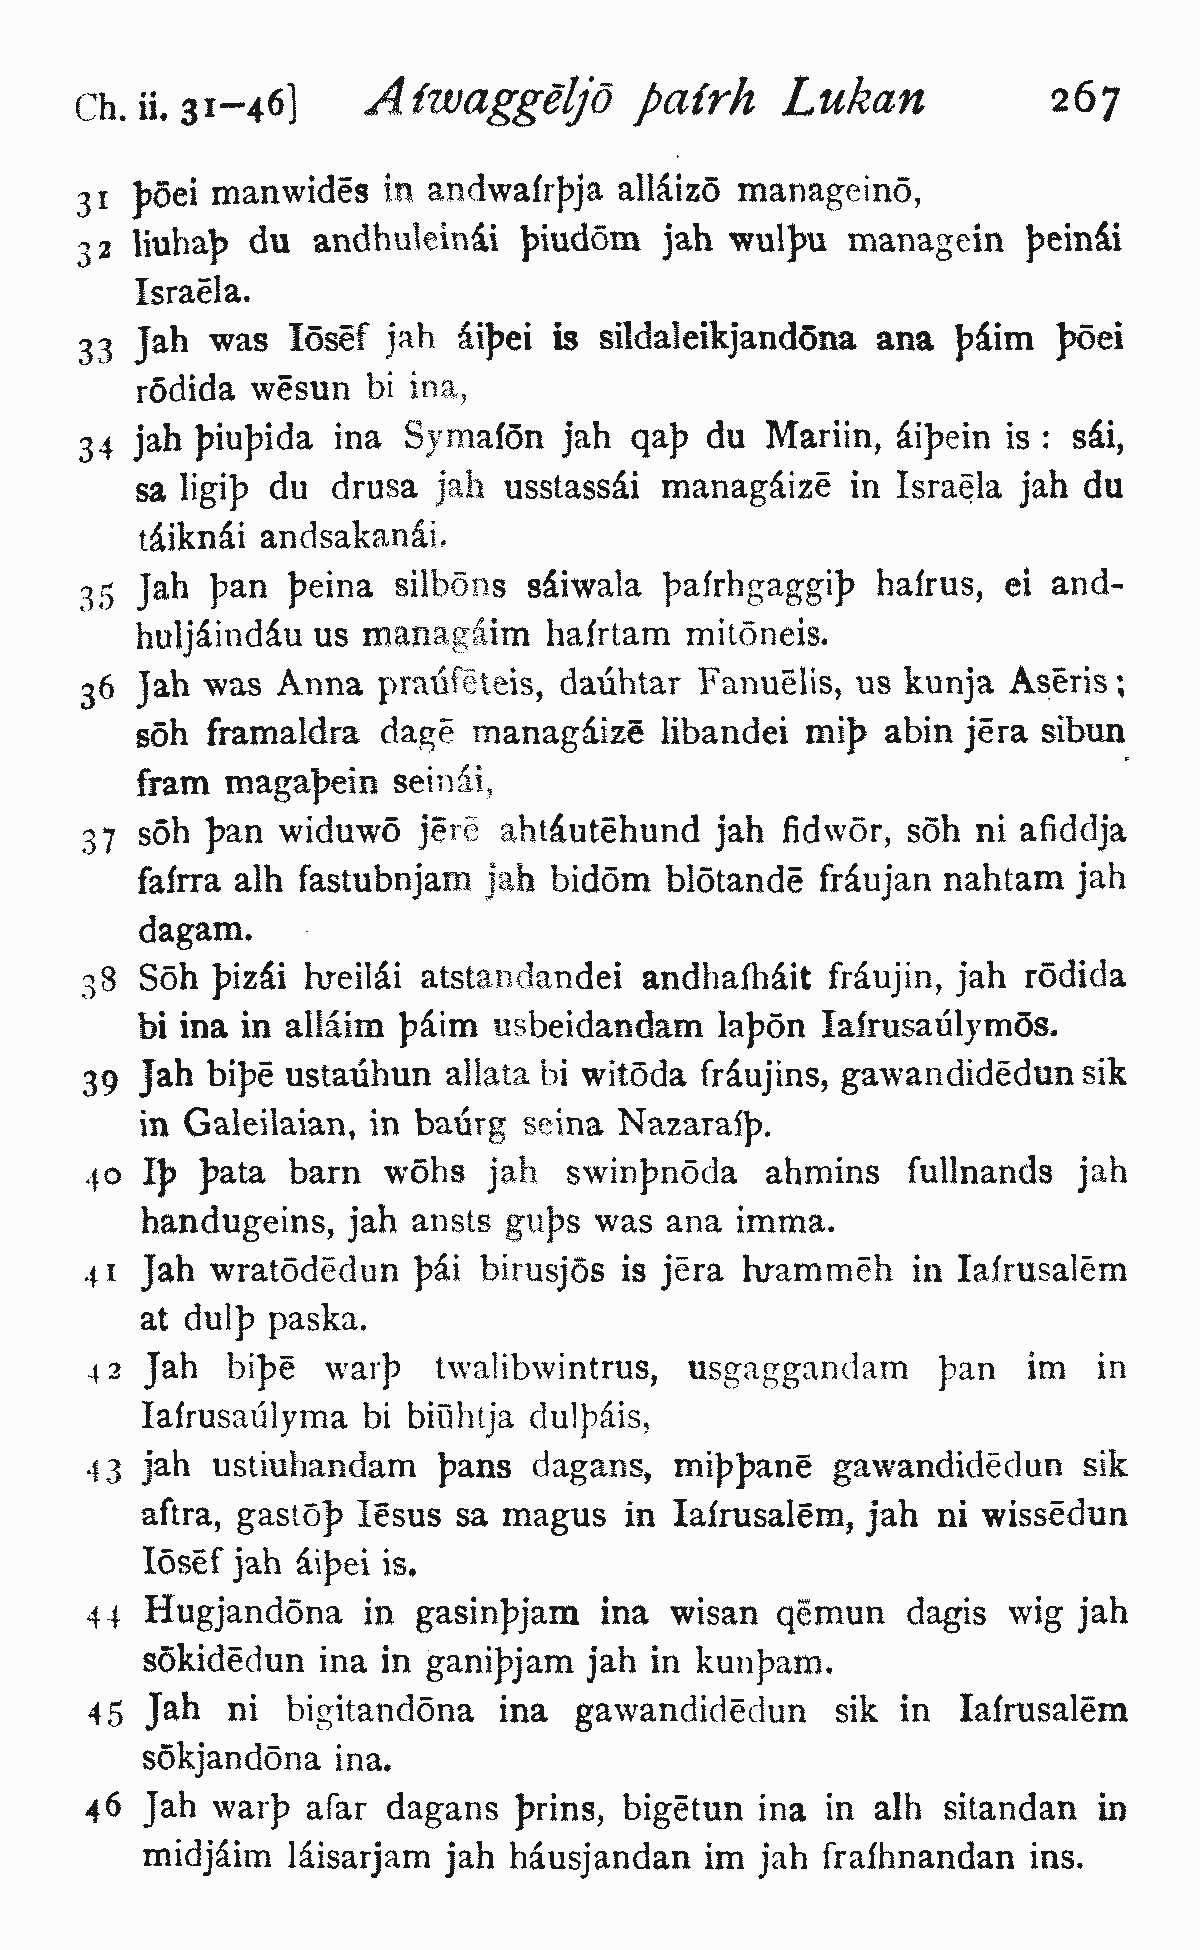 Ch. ii. 31–46] Aíwaggēljō paírh Lukan 267
31 þōei manwidēs in andwaírþja alláizō manageinō,
32 liuhaþ du andhuleinái þiudōm jah wulþu managein þeinái
Israēla.
33 Jah was Iōsēf jah áiþei is sildaleikjandōna ana þáim þōei
rōdida wēsun bi ina,
34 jah þiuþida ina Symaíōn jah qaþ du Mariin, áiþein is : sái,
sa ligiþ du drusa jah usstassái managáizē in Israēla jah du
táiknái andsakanái.
35 Jah þan þeina silbōns sáiwala þaírhgaggiþ haírus, ei and-
huljáindáu us managáim haírtam mitōneis.
36 Jah was Anna praúfēteis, daúhtar Fanuēlis, us kunja Asēris ;
sōh framaldra dagē managáizē libandei miþ abin jēra sibun
fram magaþein seinái,
37 sōh þan widuwō jērē ahtáutēhund jah fidwōr, sōh ni afiddja
faírra alh fastubnjam jah bidōm blōtandē fráujan nahtam jah
dagam.
38 Sōh þizái ƕeilái atstandandei andhaíháit fráujin, jah rōdida
bi ina in alláim þáim usbeidandam laþōn Iaírusaúlymōs.
39 Jah biþē ustaúhun allata bi witōda fráujins, gawandidēdun sik
in Galeilaian, in baúrg seina Nazaraíþ.
40 Iþ þata barn wōhs jah swinþnōda ahmins fullnands jah
handugeins, jah ansts guþs was ana imma.
41 Jah wratōdēdun þái birusjōs is jēra ƕammēh in Iaírusalēm
at dulþ paska.
42 Jah biþē warþ twalibwintrus, usgaggandam þan im in
Iaírusaúlyma bi biūhtja dulþáis,
43 jah ustiuhandam þans dagans, miþþanē gawandidēdun sik
aftra, gastōþ Iēsus sa magus in Iaírusalēm, jah ni wissēdun
Iōsēf jah áiþei is.
44 Hugjandōna in gasinþjam ina wisan qēmun dagis wig jah
sōkidēdun ina in ganiþjam jah in kunþam.
45 Jah ni bigitandōna ina gawandidēdun sik in Iaírusalēm
sōkjandōna ina.
46 Jah warþ afar dagans þrins, bigētun ina in alh sitandan in
midjáim láisarjam jah háusjandan im jah fraíhnandan ins.